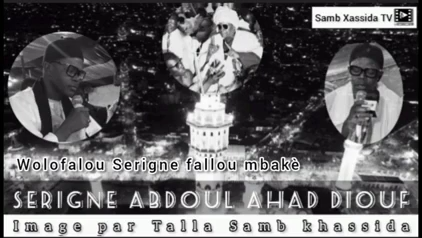 Samb Xassida TV
Wolofalou Serigne fallou mbakè
SERIGNE ABDOUL AHAD DIOUF
Image par Talla Samb khassida